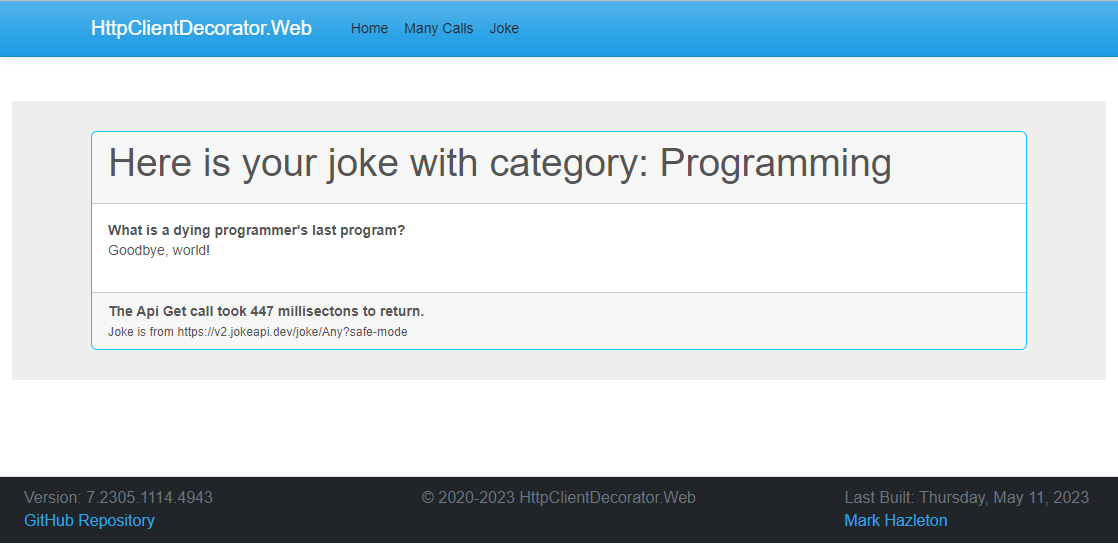 HttpClientDecorator.Web Home Many Calls Joke
Here is your joke with category: Programming
What is a dying programmer's last program?
Goodbye, world!
The Api Get call took 447 millisectons to return.
Joke is from https://v2.jokeapi.dev/joke/Any?safe-mode
Version: 7.2305.1114.4943
GitHub Repository
© 2020-2023 HttpClientDecorator.Web
Last Built: Thursday, May 11, 2023
Mark Hazleton